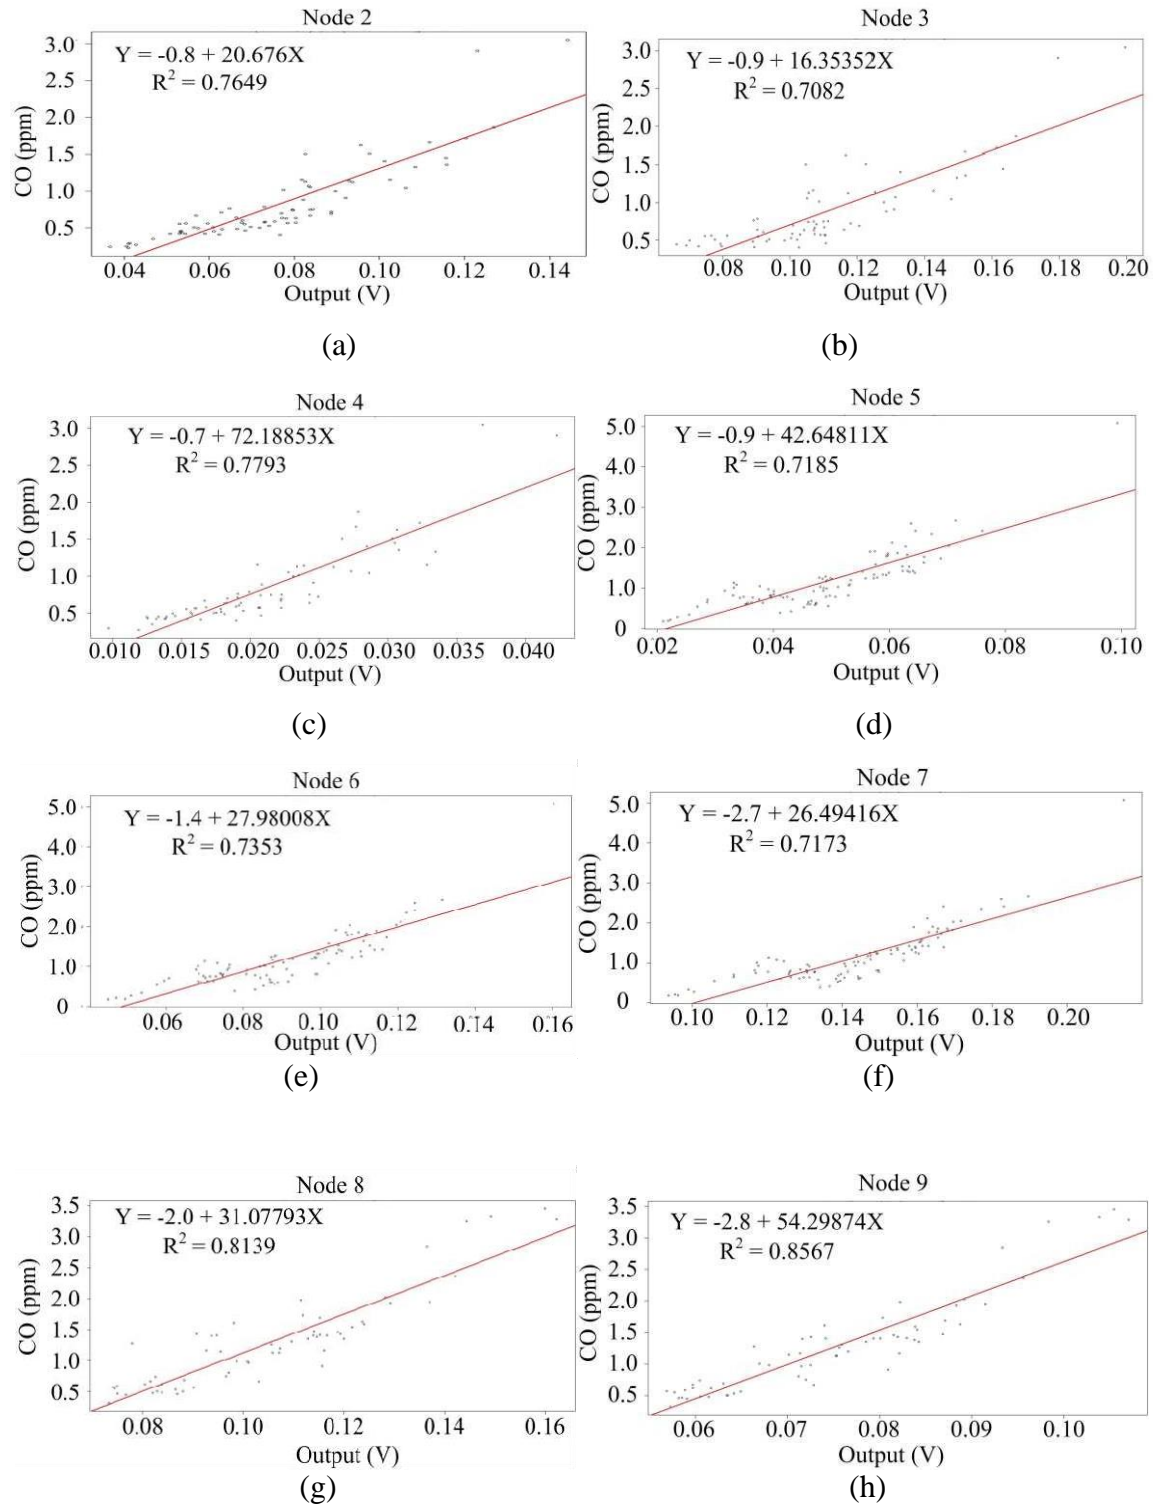 Node 2
Y = -0.8 + 20.676X
R² = 0.7649
CO (ppm)
3.0
2.5
2.0
1.5
1.0
0.5
0.04 0.06 0.08 0.10 0.12 0.14
Output (V)
(a)
Node 3
Y = -0.9 + 16.35352X
R² = 0.7082
CO (ppm)
3.0
2.5
2.0
1.5
1.0
0.5
0.08 0.10 0.12 0.14 0.16 0.18 0.20
Output (V)
(b)
Node 4
Y = -0.7 + 72.18853X
R² = 0.7793
CO (ppm)
3.0
2.5
2.0
1.5
1.0
0.5
0.010 0.015 0.020 0.025 0.030 0.035 0.040
Output (V)
(c)
Node 5
Y = -0.9 + 42.64811X
R² = 0.7185
CO (ppm)
5.0
4.0
3.0
2.0
1.0
0
0.02 0.04 0.06 0.08 0.10
Output (V)
(d)
Node 6
Y = -1.4 + 27.98008X
R² = 0.7353
CO (ppm)
5.0
4.0
3.0
2.0
1.0
0
0.06 0.08 0.10 0.12 0.14 0.16
Output (V)
(e)
Node 7
Y = -2.7 + 26.49416X
R² = 0.7173
CO (ppm)
5.0
4.0
3.0
2.0
1.0
0
0.10 0.12 0.14 0.16 0.18 0.20
Output (V)
(f)
Node 8
Y = -2.0 + 31.07793X
R² = 0.8139
CO (ppm)
3.5
3.0
2.5
2.0
1.5
1.0
0.5
0.08 0.10 0.12 0.14 0.16
Output (V)
(g)
Node 9
Y = -2.8 + 54.29874X
R² = 0.8567
CO (ppm)
3.5
3.0
2.5
2.0
1.5
1.0
0.5
0.06 0.07 0.08 0.09 0.10
Output (V)
(h)